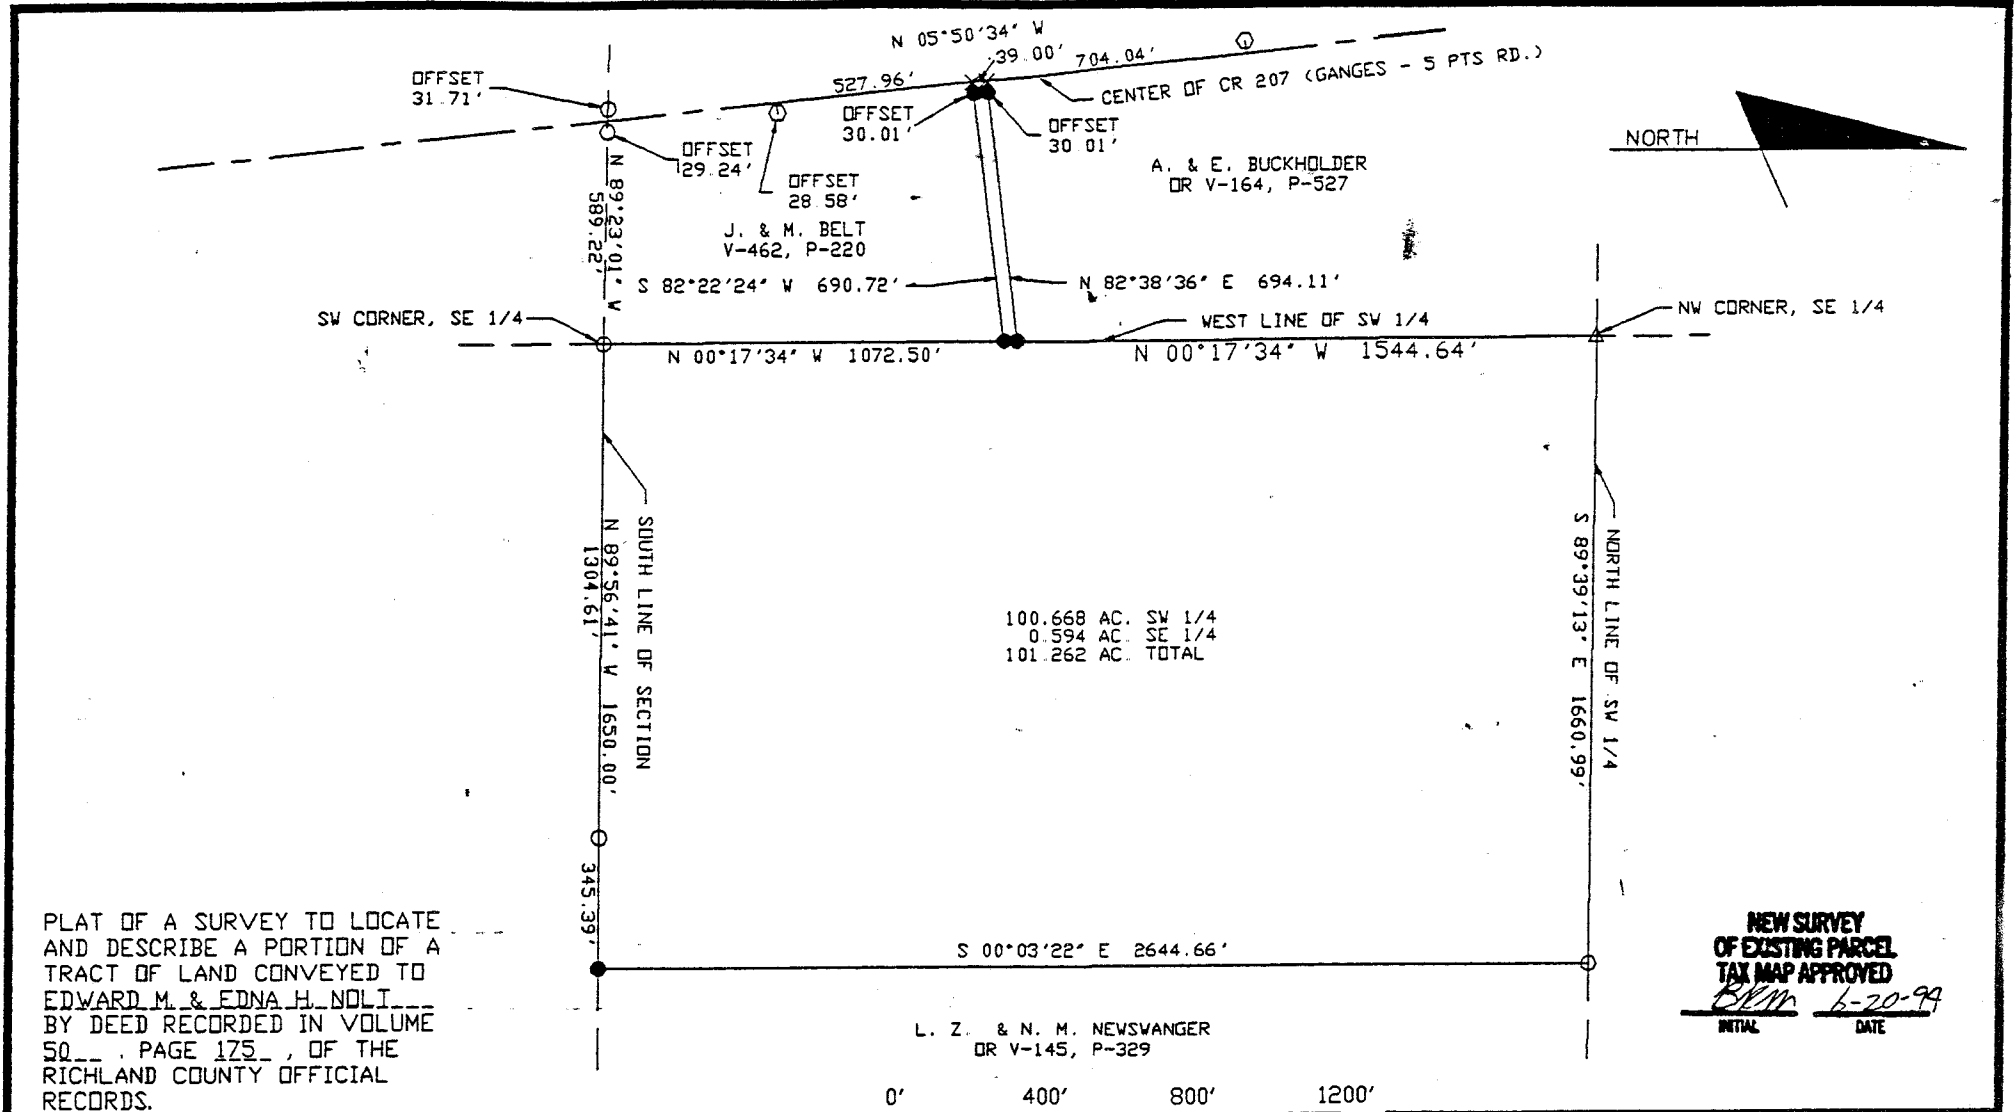 N 05°50'34" W
39.00'
704.04'
527.96'
CENTER OF CR 207 (GANGES - 5 PTS RD.)
OFFSET
31.71'
OFFSET
29.24'
OFFSET
28.58'
OFFSET
30.01'
OFFSET
30.01'
NORTH
A. & E. BUCKHOLDER
OR V-164, P-527
J. & M. BELT
V-462, P-220
N 89°23'01" W
589.22'
S 82°22'24" W 690.72'
N 82°38'36" E 694.11'
SW CORNER, SE 1/4
WEST LINE OF SW 1/4
NW CORNER, SE 1/4
N 00°17'34" W 1072.50'
N 00°17'34" W 1544.64'
SOUTH LINE OF SECTION
N 89°56'41" W 1650.00'
1304.61'
345.39'
NORTH LINE OF SW 1/4
S 89°39'13" E 1660.99'
100.668 AC. SW 1/4
0.594 AC. SE 1/4
101.262 AC. TOTAL
S 00°03'22" E 2644.66'
L. Z. & N. M. NEWSWANGER
OR V-145, P-329
PLAT OF A SURVEY TO LOCATE
AND DESCRIBE A PORTION OF A
TRACT OF LAND CONVEYED TO
EDWARD M. & EDNA H. NOLT
BY DEED RECORDED IN VOLUME
50 , PAGE 175 , OF THE
RICHLAND COUNTY OFFICIAL
RECORDS.
NEW SURVEY
OF EXISTING PARCEL
TAX MAP APPROVED
6-20-94
INITIAL DATE
0' 400' 800' 1200'